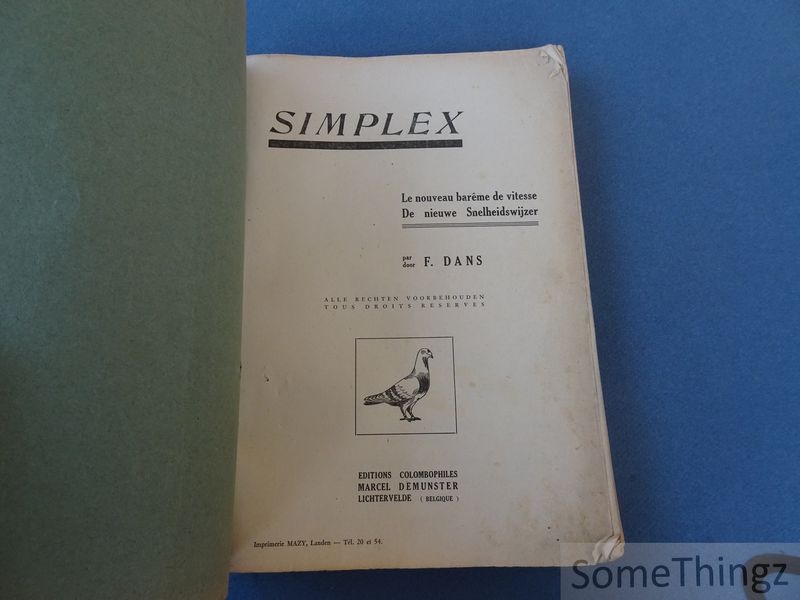 SIMPLEX
Le nouveau barême de vitesse
De nieuwe Snelheidswijzer
par
door F. DANS
ALLE RECHTEN VOORBEHOUDEN
TOUS DROITS RESERVES
EDITIONS COLOMBOPHILES
MARCEL DEMUNSTER
LICHTERVELDE ( BELGIQUE )
Imprimerie MAZY, Landen — Tél. 20 et 54.
SomeThingz